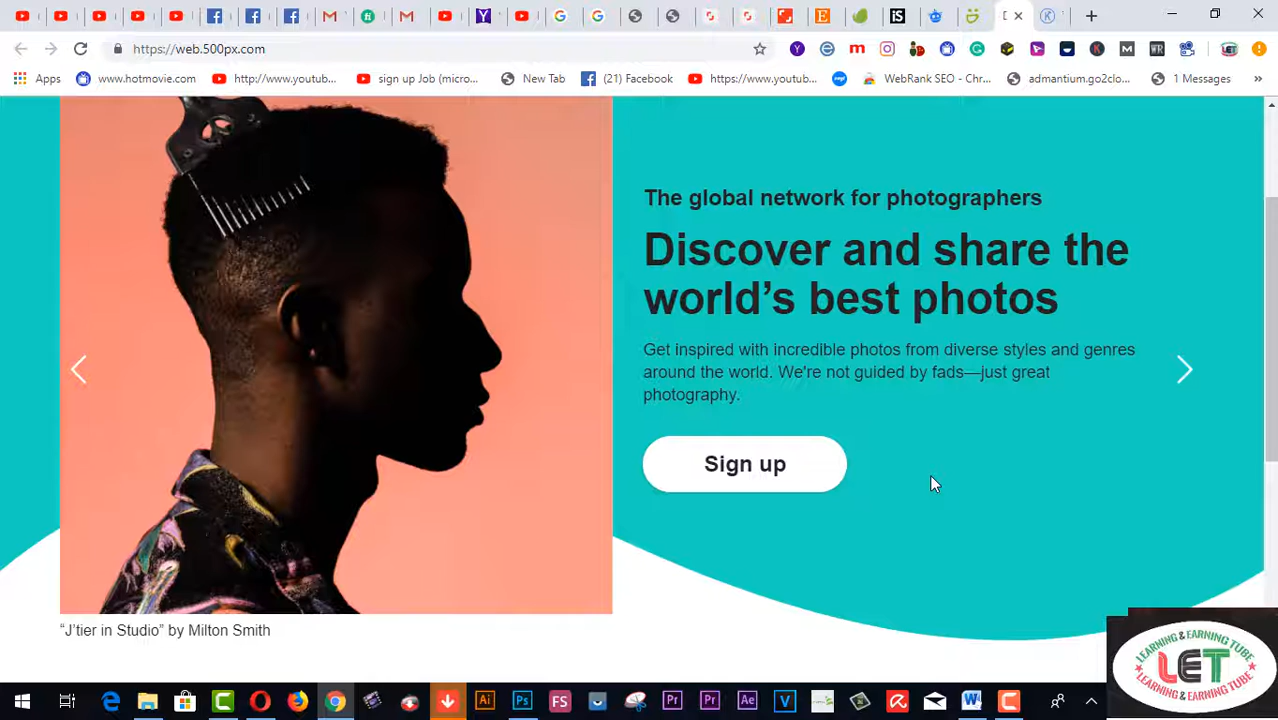 https://web.500px.com
Apps
www.hotmovie.com
http://www.youtub...
sign up Job (micro...
New Tab
(21) Facebook
https://www.youtub...
WebRank SEO - Chr...
admantium.go2clo...
1 Messages
The global network for photographers
Discover and share the
world’s best photos
Get inspired with incredible photos from diverse styles and genres
around the world. We're not guided by fads—just great
photography.
Sign up
“J’tier in Studio” by Milton Smith
LEARNING & EARNING TUBE
LET
LEARNING & EARNING TUBE